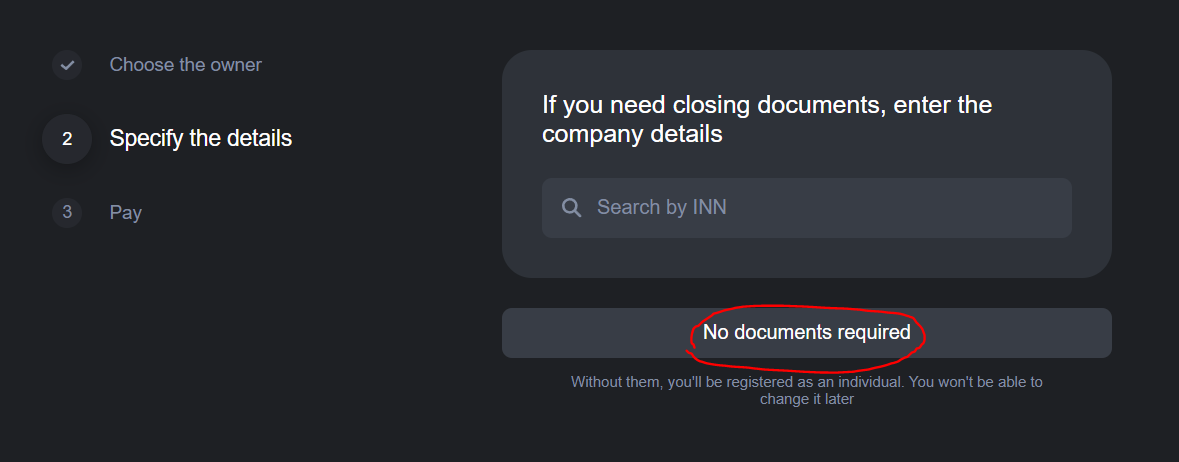 Choose the owner
2
Specify the details
3
Pay
If you need closing documents, enter the
company details
Search by INN
No documents required
Without them, you'll be registered as an individual. You won't be able to
change it later